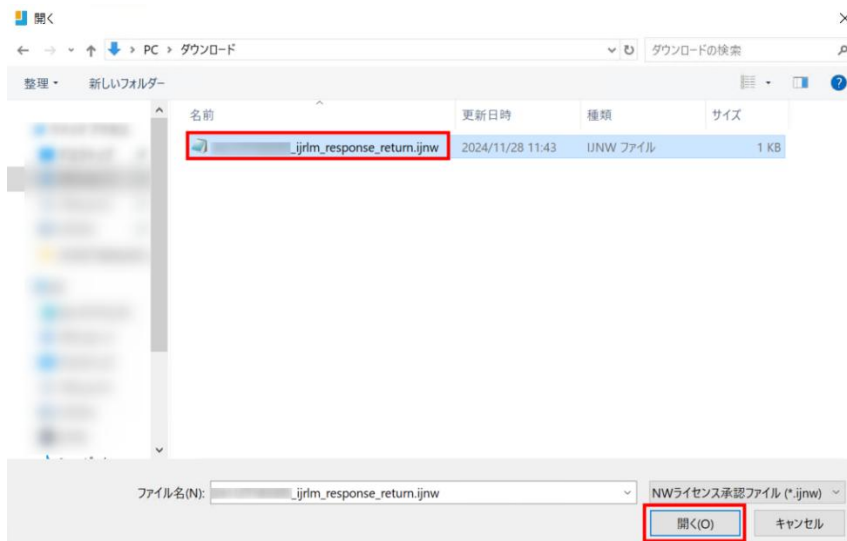 開く
PC > ダウンロード
ダウンロードの検索
整理
新しいフォルダー
名前 更新日時 種類 サイズ
_ijrlm_response_return.ijnw 2024/11/28 11:43 IJNW ファイル 1 KB
ファイル名(N): _ijrlm_response_return.ijnw NWライセンス承認ファイル (*.ijnw)
開く(O) キャンセル